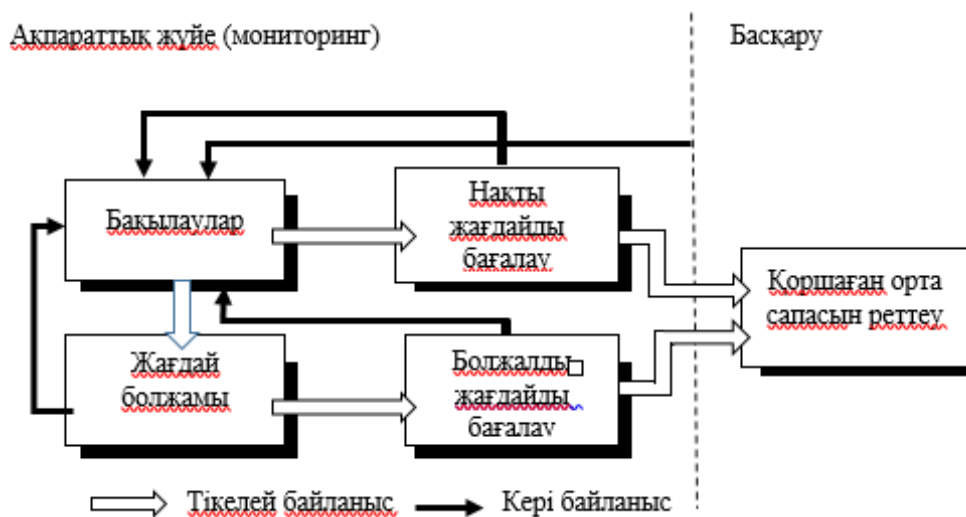 Ақпараттық жүйе (мониторинг)
Басқару
Бақылаулар
Нақты
жағдайды
бағалау
Қоршаған орта
сапасын реттеу
Жағдай
болжамы
Болжалды
жағдайды
бағалау
Тікелей байланыс
Кері байланыс